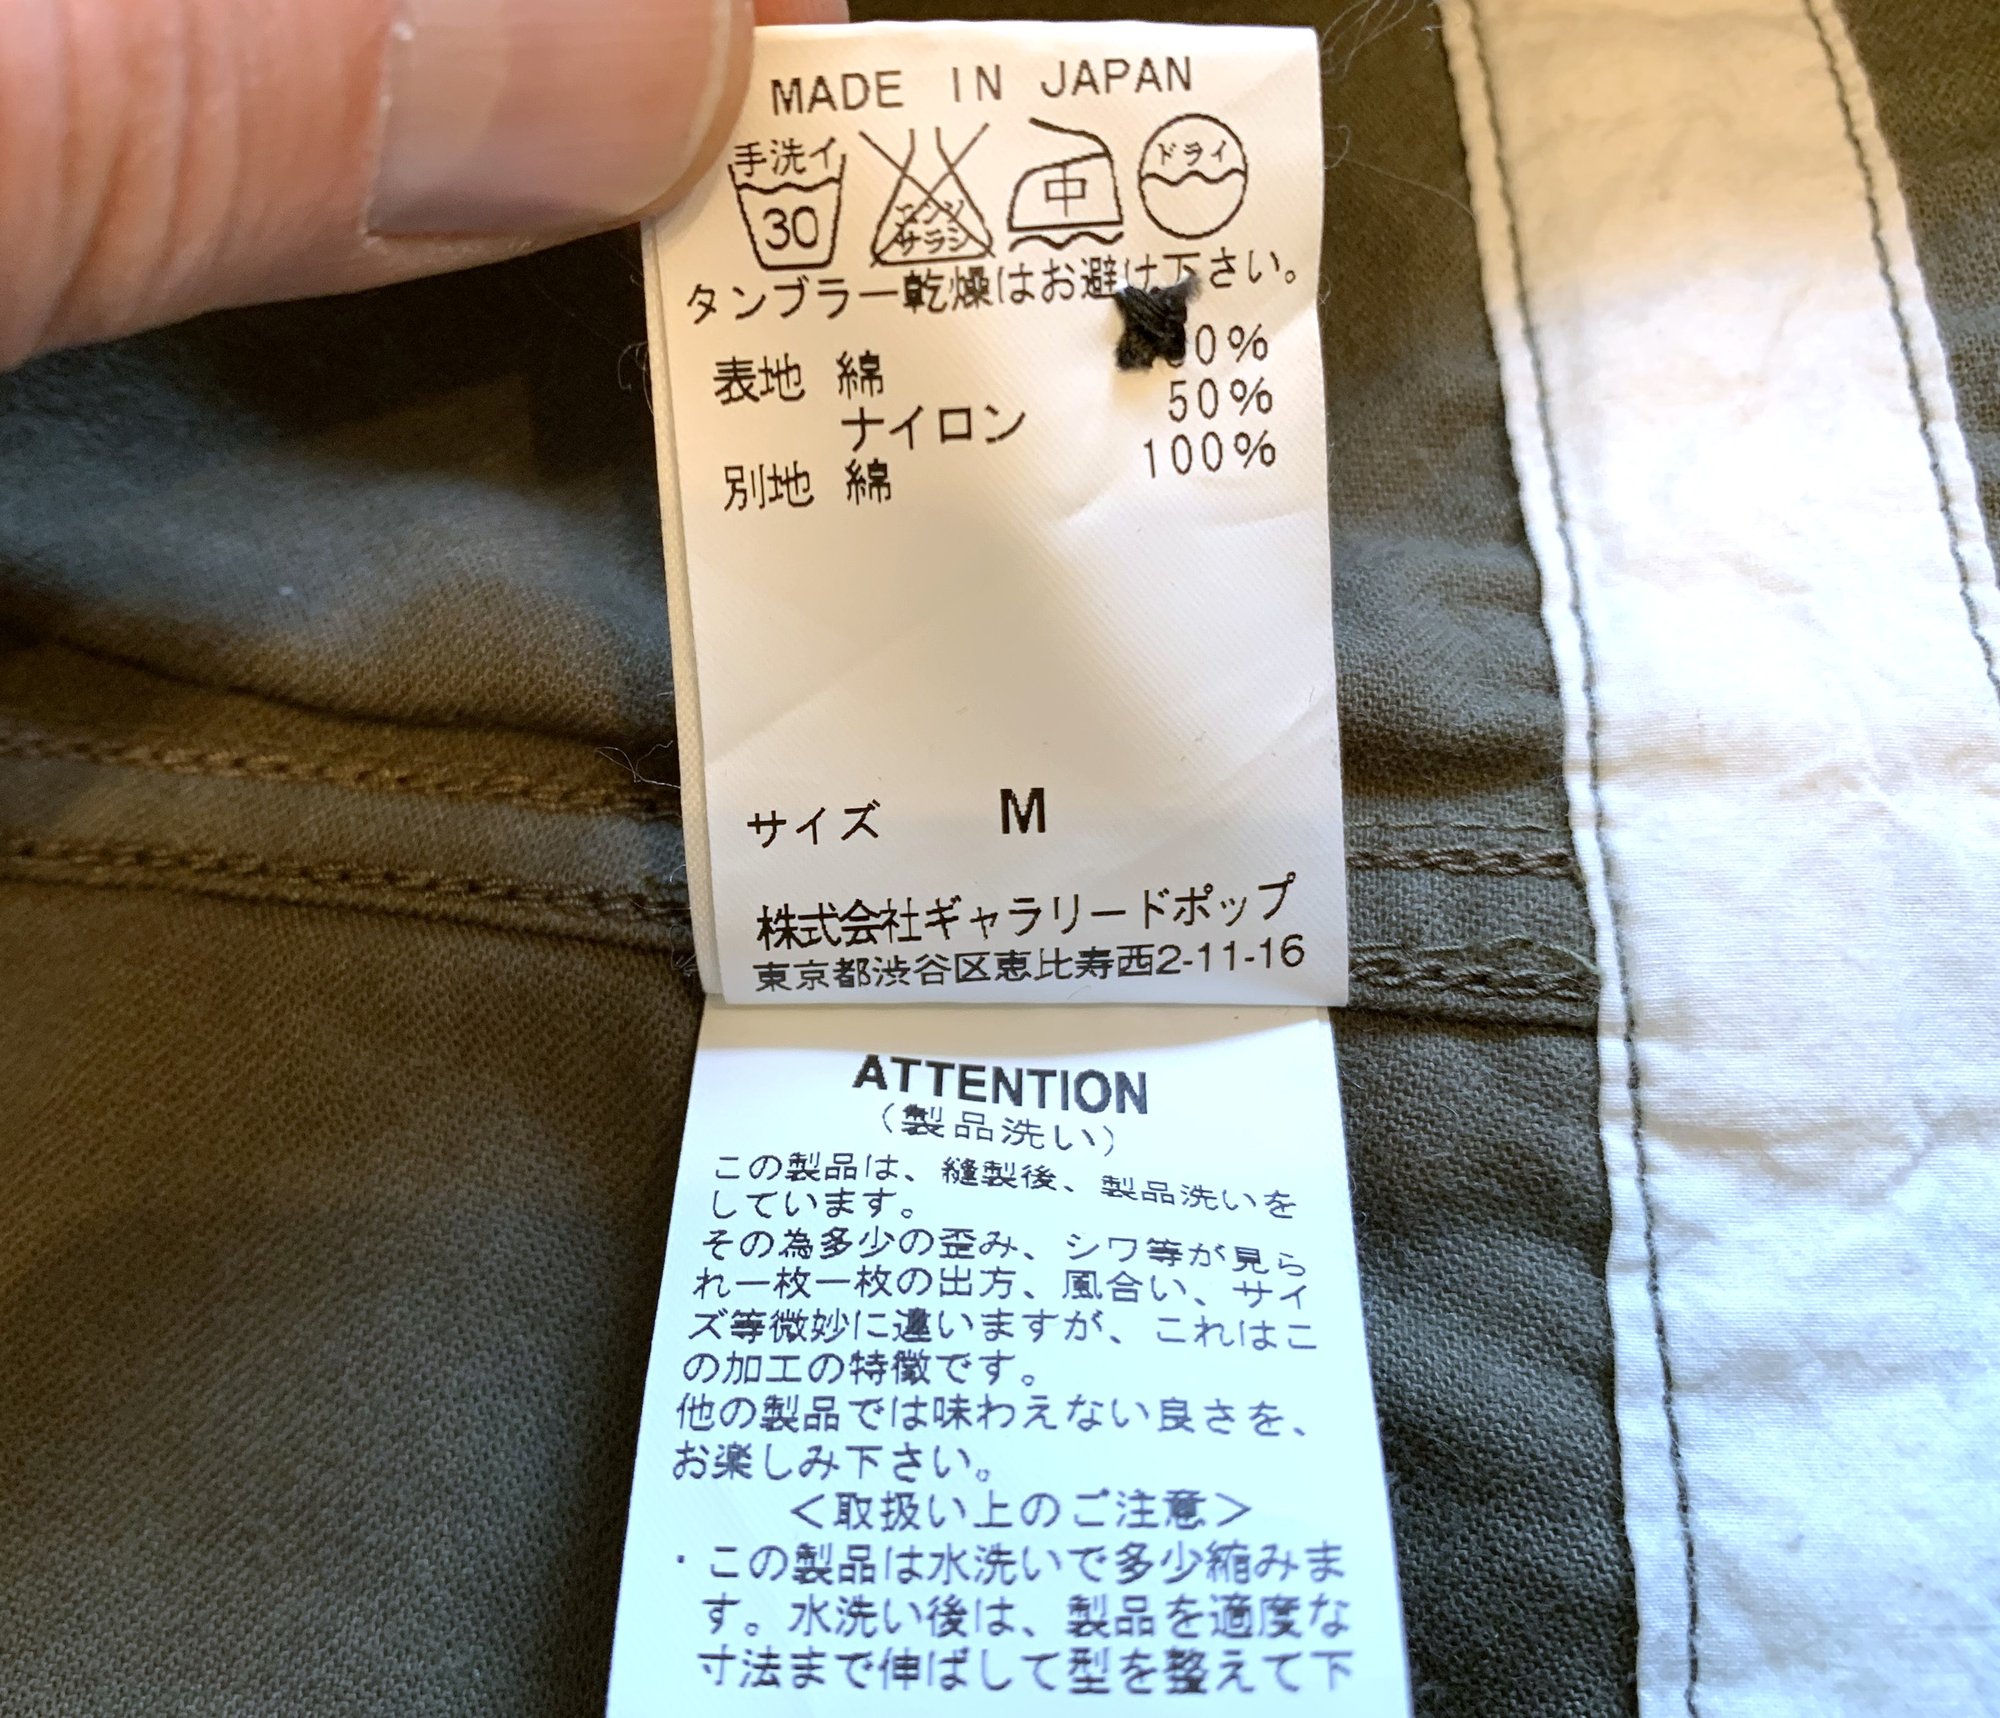 MADE IN JAPAN
手洗イ
30
エンソ
サラシ
中
ドライ
タンブラー乾燥はお避け下さい。
表地 綿 0%
ナイロン 50%
別地 綿 100%
サイズ M
株式会社ギャラリードポップ
東京都渋谷区恵比寿西2-11-16
ATTENTION
（製品洗い）
この製品は、縫製後、製品洗いを
しています。
その為多少の歪み、シワ等が見ら
れ一枚一枚の出方、風合い、サイ
ズ等微妙に違いますが、これはこ
の加工の特徴です。
他の製品では味わえない良さを、
お楽しみ下さい。
＜取扱い上のご注意＞
・この製品は水洗いで多少縮みま
す。水洗い後は、製品を適度な
寸法まで伸ばして型を整えて下